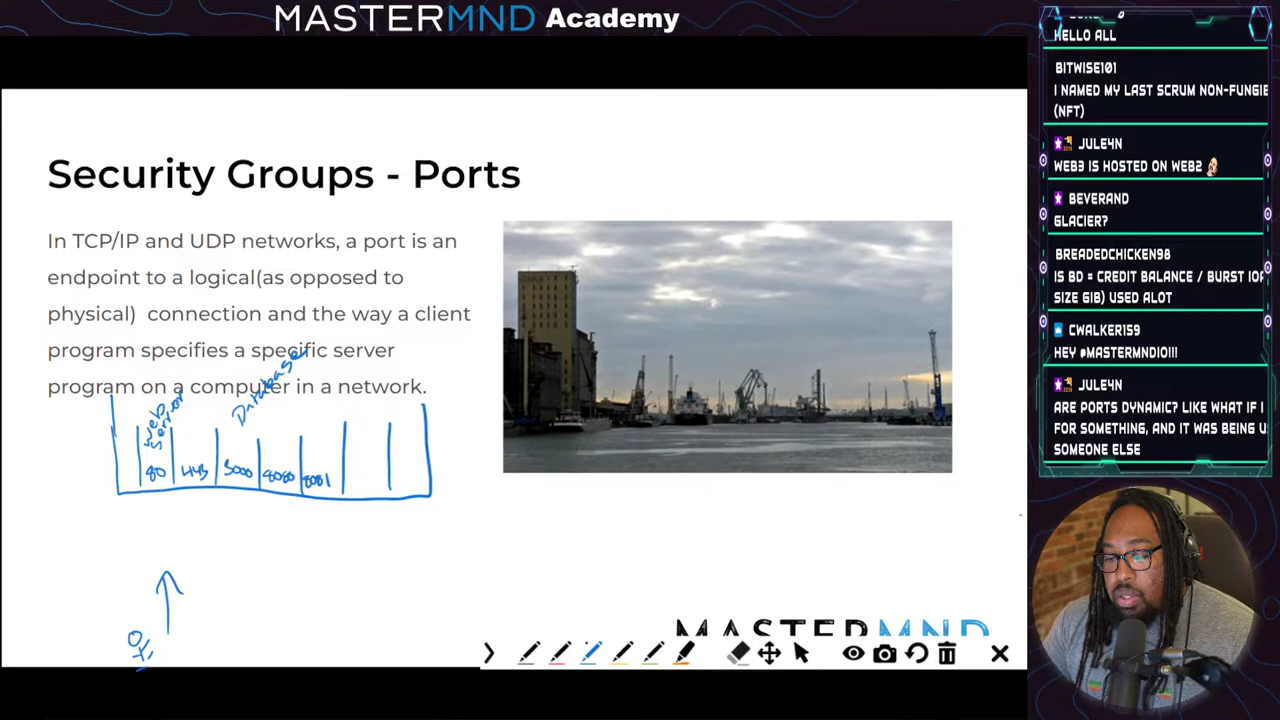 MASTERMND Academy
Security Groups - Ports
In TCP/IP and UDP networks, a port is an
endpoint to a logical(as opposed to
physical) connection and the way a client
program specifies a specific server
program on a computer in a network.
Web
Server
Database
80 443 3000 8080 8081
MASTERMND
HELLO ALL
BITWISE101
I NAMED MY LAST SCRUM NON-FUNGIE
(NFT)
JULE4N
WEB3 IS HOSTED ON WEB2
BEVERAND
GLACIER?
BREADEDCHICKEN98
IS BD = CREDIT BALANCE / BURST IOP
SIZE GIB) USED ALOT
CWALKER159
HEY @MASTERMNDIO!!!
JULE4N
ARE PORTS DYNAMIC? LIKE WHAT IF I
FOR SOMETHING, AND IT WAS BEING U
SOMEONE ELSE